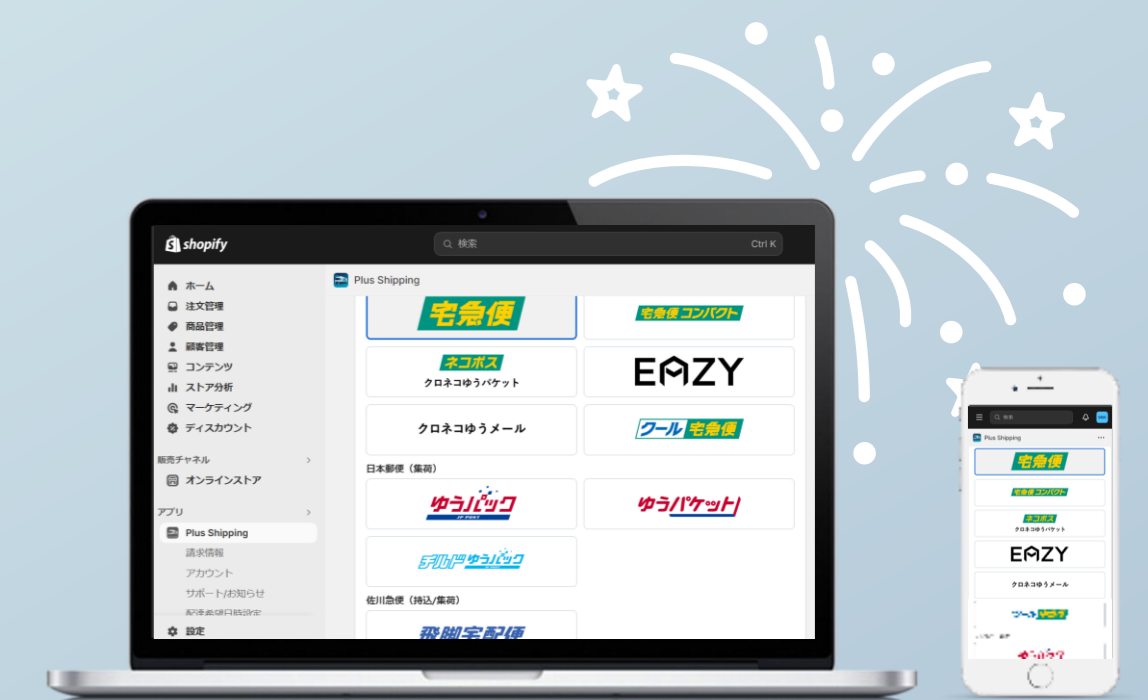 shopify
検索
Ctrl K
ホーム
注文管理
商品管理
顧客管理
コンテンツ
ストア分析
マーケティング
ディスカウント
販売チャネル
オンラインストア
アプリ
Plus Shipping
請求情報
アカウント
サポート/お知らせ
配達希望日時設定
設定
Plus Shipping
宅急便
宅急便 コンパクト
ネコポス
クロネコゆうパケット
EAZY
クロネコゆうメール
クール 宅急便
日本郵便（集荷）
ゆうパック
JP POST
ゆうパケット
チルド ゆうパック
佐川急便（持込/集荷）
飛脚宅配便
検索
Plus Shipping
宅急便
宅急便 コンパクト
ネコポス
クロネコゆうパケット
EAZY
クロネコゆうメール
クール 宅急便